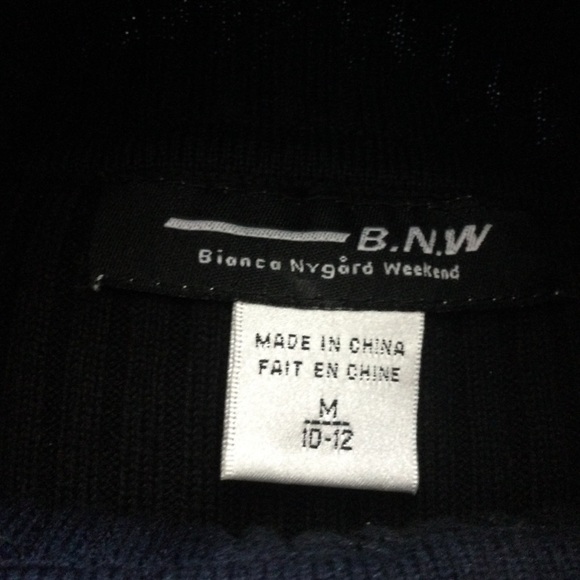 B.N.W
Bianca Nygård Weekend
MADE IN CHINA
FAIT EN CHINE
M
10-12